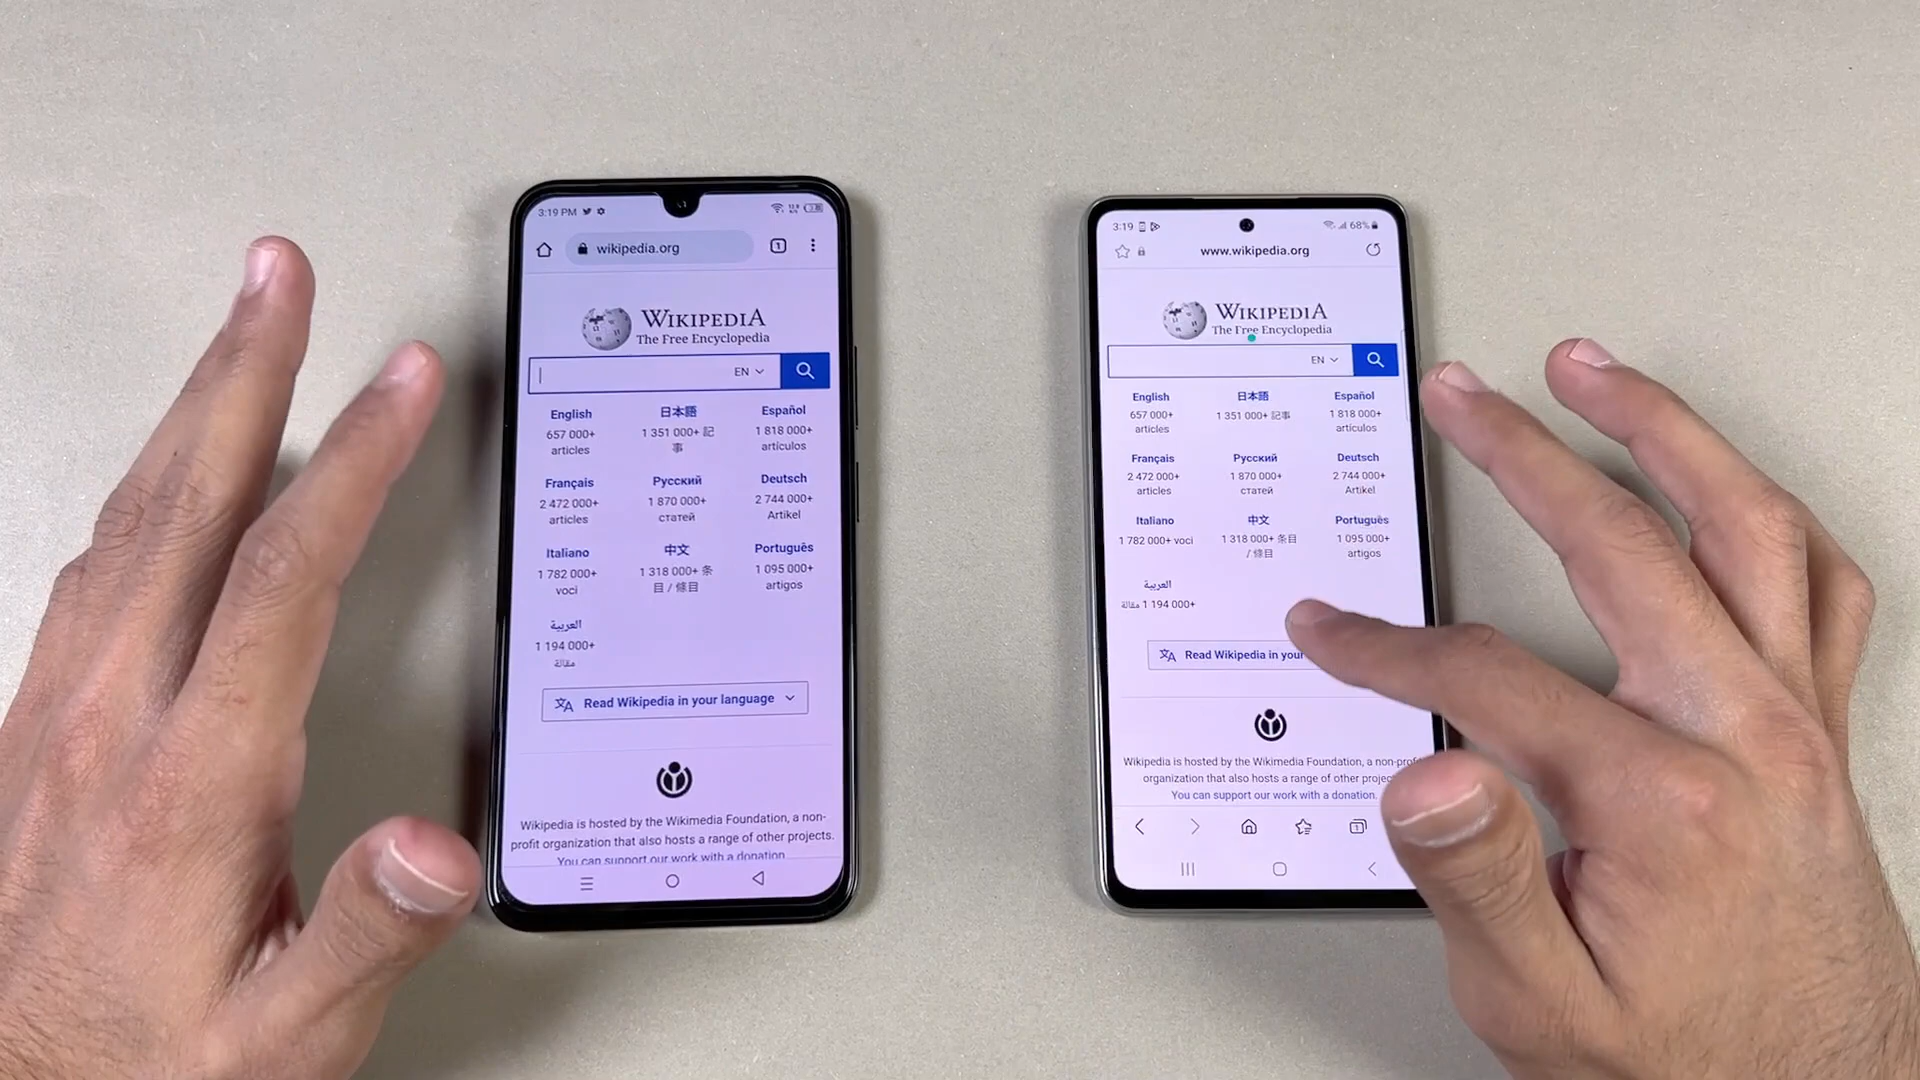 3:19 PM
wikipedia.org
1
WIKIPEDIA
The Free Encyclopedia
EN
English
657 000+
articles
日本語
1 351 000+ 記
事
Español
1 818 000+
artículos
Français
2 472 000+
articles
Русский
1 870 000+
статей
Deutsch
2 744 000+
Artikel
Italiano
1 782 000+
voci
中文
1 318 000+ 条
目 / 條目
Português
1 095 000+
artigos
العربية
1 194 000+
مقالة
Read Wikipedia in your language
Wikipedia is hosted by the Wikimedia Foundation, a non-
profit organization that also hosts a range of other projects.
You can support our work with a donation
3:19
68%
www.wikipedia.org
WIKIPEDIA
The Free Encyclopedia
EN
English
657 000+
articles
日本語
1 351 000+ 記事
Español
1 818 000+
artículos
Français
2 472 000+
articles
Русский
1 870 000+
статей
Deutsch
2 744 000+
Artikel
Italiano
1 782 000+ voci
中文
1 318 000+ 条目
/ 條目
Português
1 095 000+
artigos
العربية
1 194 000+ مقالة
Read Wikipedia in your
Wikipedia is hosted by the Wikimedia Foundation, a non-prof
organization that also hosts a range of other projec
You can support our work with a donation.
1